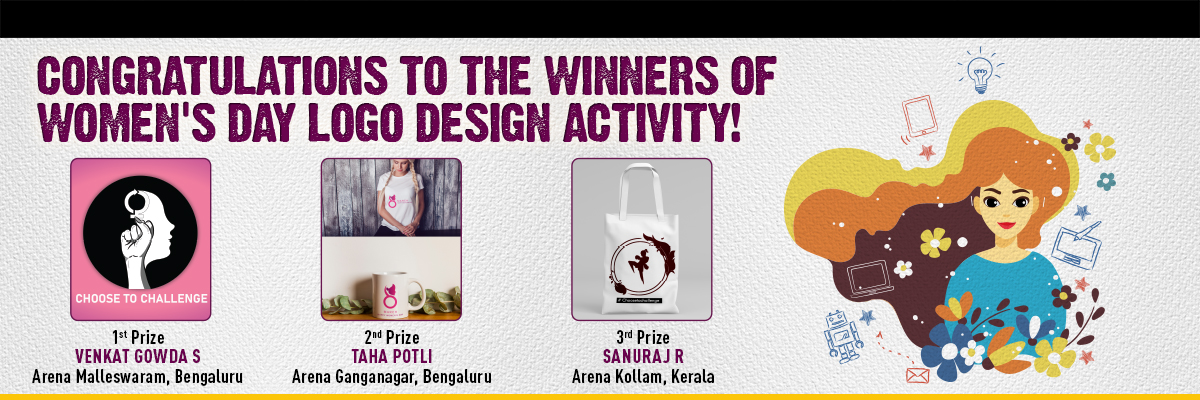 CONGRATULATIONS TO THE WINNERS OF
WOMEN'S DAY LOGO DESIGN ACTIVITY!
CHOOSE TO CHALLENGE
# Choosetochallenge
1st Prize
VENKAT GOWDA S
Arena Malleswaram, Bengaluru
2nd Prize
TAHA POTLI
Arena Ganganagar, Bengaluru
3rd Prize
SANURAJ R
Arena Kollam, Kerala